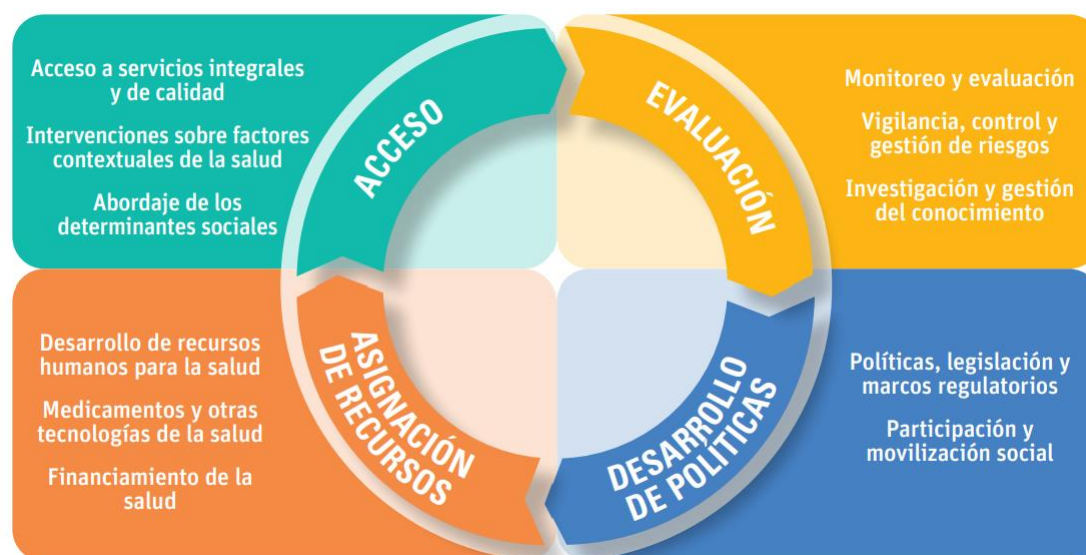 Acceso a servicios integrales
y de calidad
Intervenciones sobre factores
contextuales de la salud
Abordaje de los
determinantes sociales
ACCESO
EVALUACIÓN
Monitoreo y evaluación
Vigilancia, control y
gestión de riesgos
Investigación y gestión
del conocimiento
Desarrollo de recursos
humanos para la salud
Medicamentos y otras
tecnologías de la salud
Financiamiento de la
salud
ASIGNACIÓN
DE RECURSOS
DESARROLLO
DE POLÍTICAS
Políticas, legislación y
marcos regulatorios
Participación y
movilización social